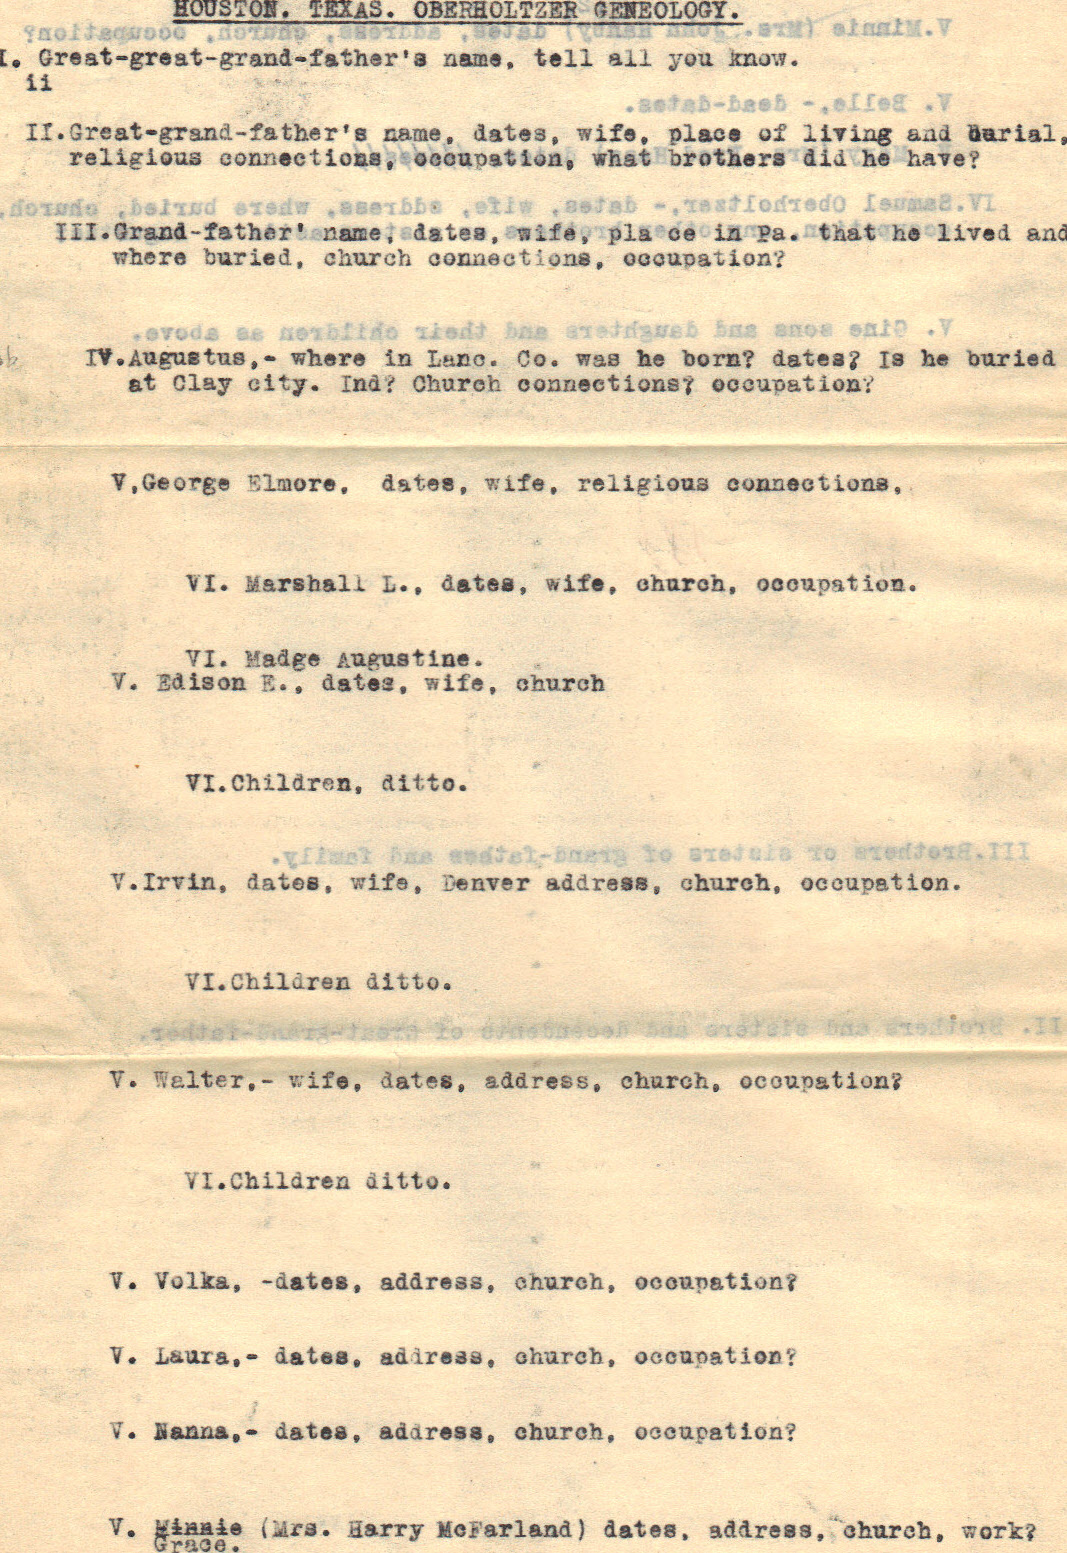 HOUSTON. TEXAS. OBERHOLTZER GENEOLOGY.
I. Great-great-grand-father's name, tell all you know.
ii
II.Great-grand-father's name, dates, wife, place of living and burial,
religious connections, occupation, what brothers did he have?
III.Grand-father' name, dates, wife, pla ce in Pa. that he lived and
where buried, church connections, occupation?
IV.Augustus,- where in Lanc. Co. was he born? dates? Is he buried
at Clay city. Ind? Church connections? occupation?
V,George Elmore, dates, wife, religious connections,
VI. Marshall L., dates, wife, church, occupation.
VI. Madge Augustine.
V. Edison E., dates, wife, church
VI.Children, ditto.
V.Irvin, dates, wife, Denver address, church, occupation.
VI.Children ditto.
V. Walter,- wife, dates, address, church, occupation?
VI.Children ditto.
V. Volka, -dates, address, church, occupation?
V. Laura,- dates, address, church, occupation?
V. Nanna,- dates, address, church, occupation?
V. Minnie (Mrs. Harry McFarland) dates, address, church, work?
Grace.